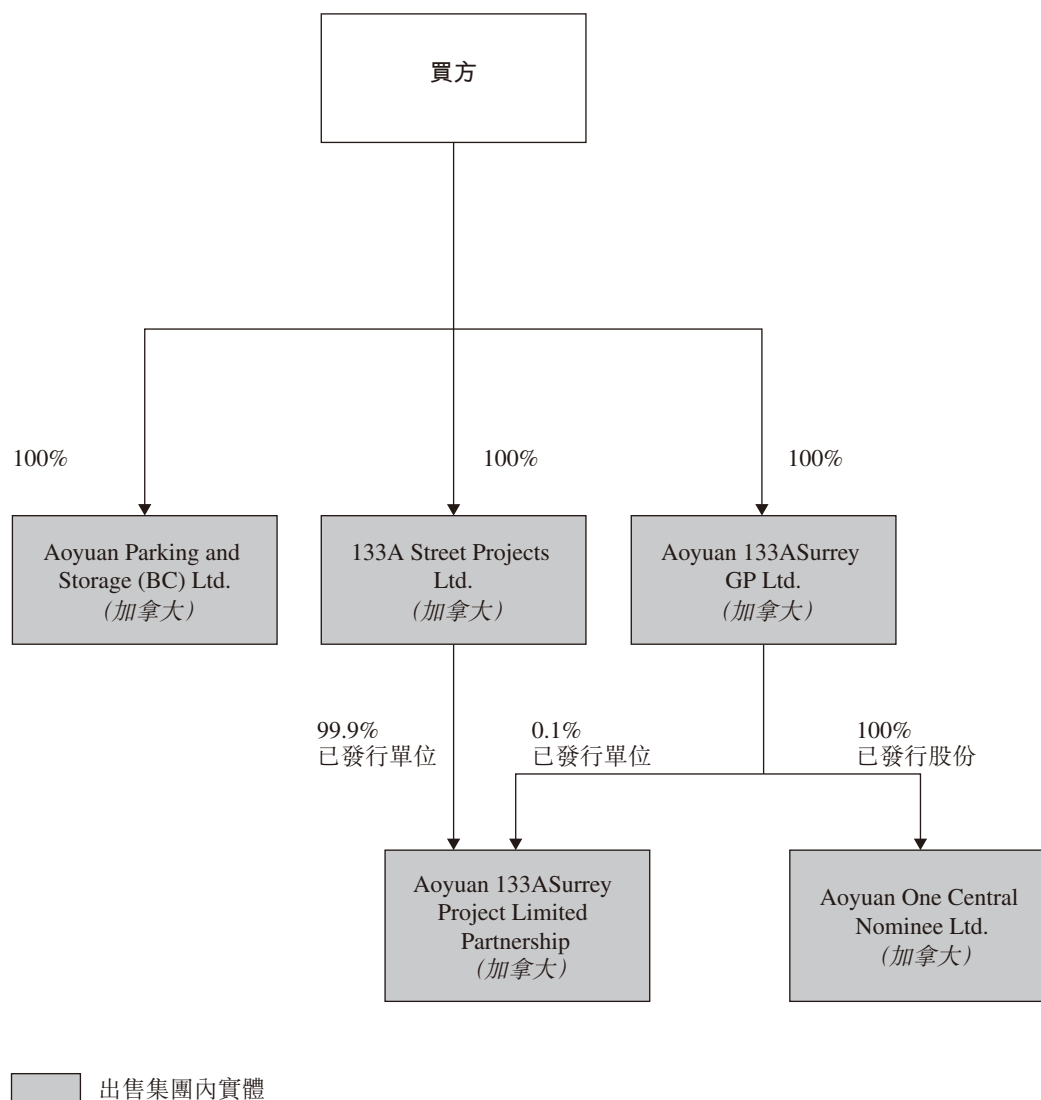 買方
100%
100%
100%
Aoyuan Parking and
Storage (BC) Ltd.
(加拿大)
133A Street Projects
Ltd.
(加拿大)
Aoyuan 133ASurrey
GP Ltd.
(加拿大)
99.9%
已發行單位
0.1%
已發行單位
100%
已發行股份
Aoyuan 133ASurrey
Project Limited
Partnership
(加拿大)
Aoyuan One Central
Nominee Ltd.
(加拿大)
出售集團內實體